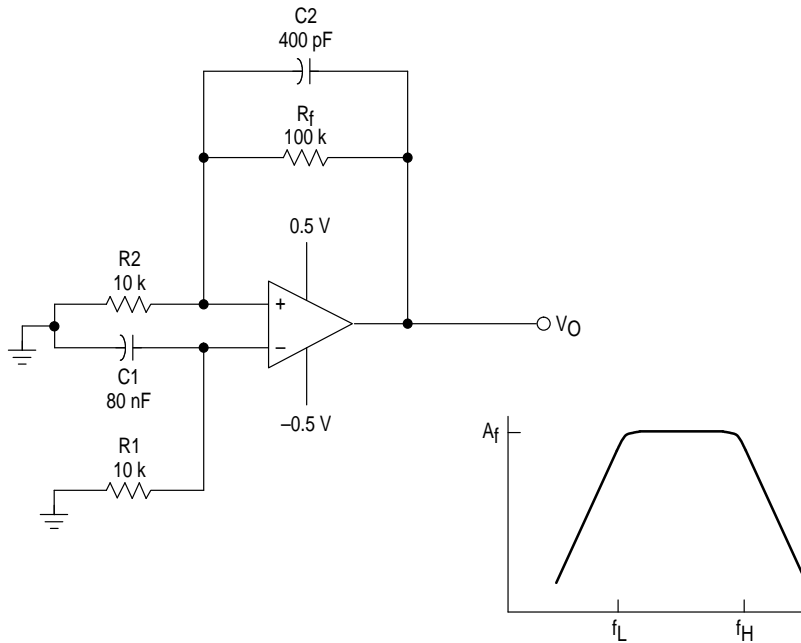 C2
400 pF
Rf
100 k
0.5 V
R2
10 k
+
−
VO
C1
80 nF
–0.5 V
R1
10 k
Af
fL
fH